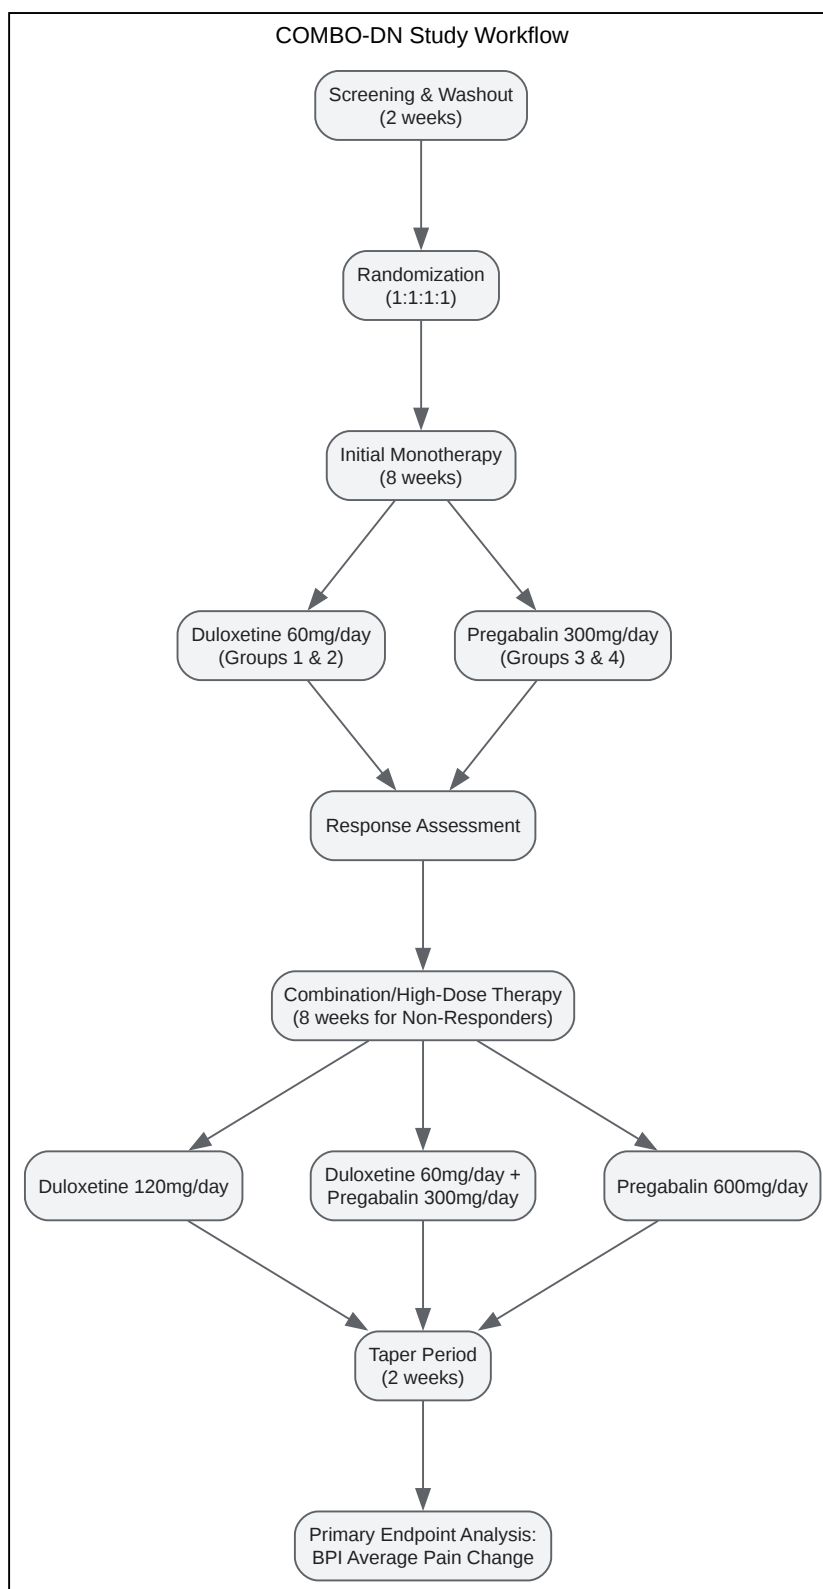 COMBO-DN Study Workflow
Screening & Washout
(2 weeks)
Randomization
(1:1:1:1)
Initial Monotherapy
(8 weeks)
Duloxetine 60mg/day
(Groups 1 & 2)
Pregabalin 300mg/day
(Groups 3 & 4)
Response Assessment
Combination/High-Dose Therapy
(8 weeks for Non-Responders)
Duloxetine 120mg/day
Duloxetine 60mg/day +
Pregabalin 300mg/day
Pregabalin 600mg/day
Taper Period
(2 weeks)
Primary Endpoint Analysis:
BPI Average Pain Change